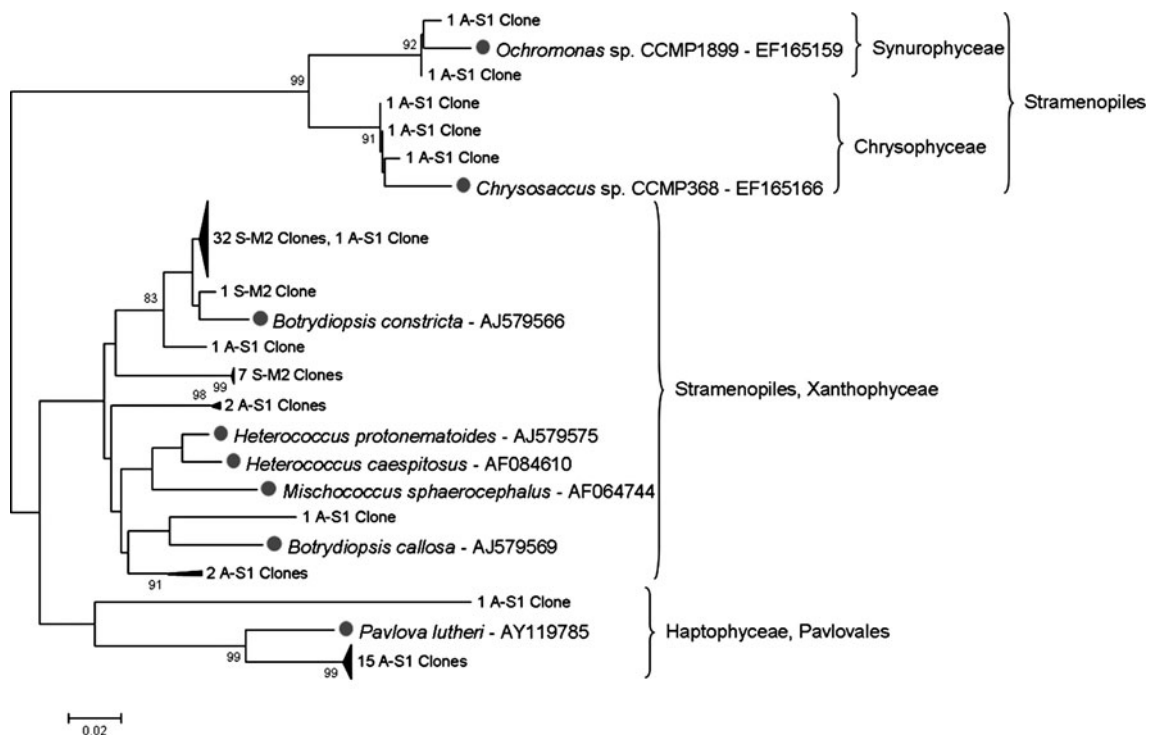 1 A-S1 Clone
92
Ochromonas sp. CCMP1899 - EF165159
Synurophyceae
1 A-S1 Clone
99
1 A-S1 Clone
Stramenopiles
1 A-S1 Clone
91
Chrysophyceae
1 A-S1 Clone
Chrysosaccus sp. CCMP368 - EF165166
32 S-M2 Clones, 1 A-S1 Clone
1 S-M2 Clone
83
Botrydiopsis constricta - AJ579566
1 A-S1 Clone
7 S-M2 Clones
99
Stramenopiles, Xanthophyceae
98
2 A-S1 Clones
Heterococcus protonematoides - AJ579575
Heterococcus caespitosus - AF084610
Mischococcus sphaerocephalus - AF064744
1 A-S1 Clone
Botrydiopsis callosa - AJ579569
2 A-S1 Clones
91
1 A-S1 Clone
Pavlova lutheri - AY119785
Haptophyceae, Pavlovales
99
15 A-S1 Clones
99
0.02